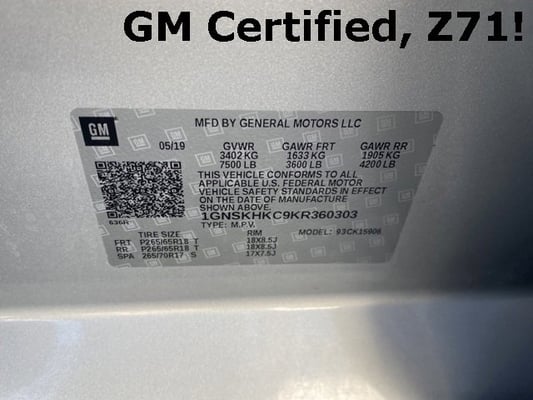 GM Certified, Z71!
GM
MFD BY GENERAL MOTORS LLC
05/19 GVWR GAWR FRT GAWR RR
3402 KG 1633 KG 1905 KG
7500 LB 3600 LB 4200 LB
THIS VEHICLE CONFORMS TO ALL
APPLICABLE U.S. FEDERAL MOTOR
VEHICLE SAFETY STANDARDS IN EFFECT
ON THE DATE OF MANUFACTURE
SHOWN ABOVE.
1GNSKHKC9KR360303
636R TYPE: M.P.V. MODEL: 93CK15906
TIRE SIZE RIM
FRT P265/65R18 T 18X8.5J
RR P265/65R18 T 18X8.5J
SPA 265/70R17 S 17X7.5J